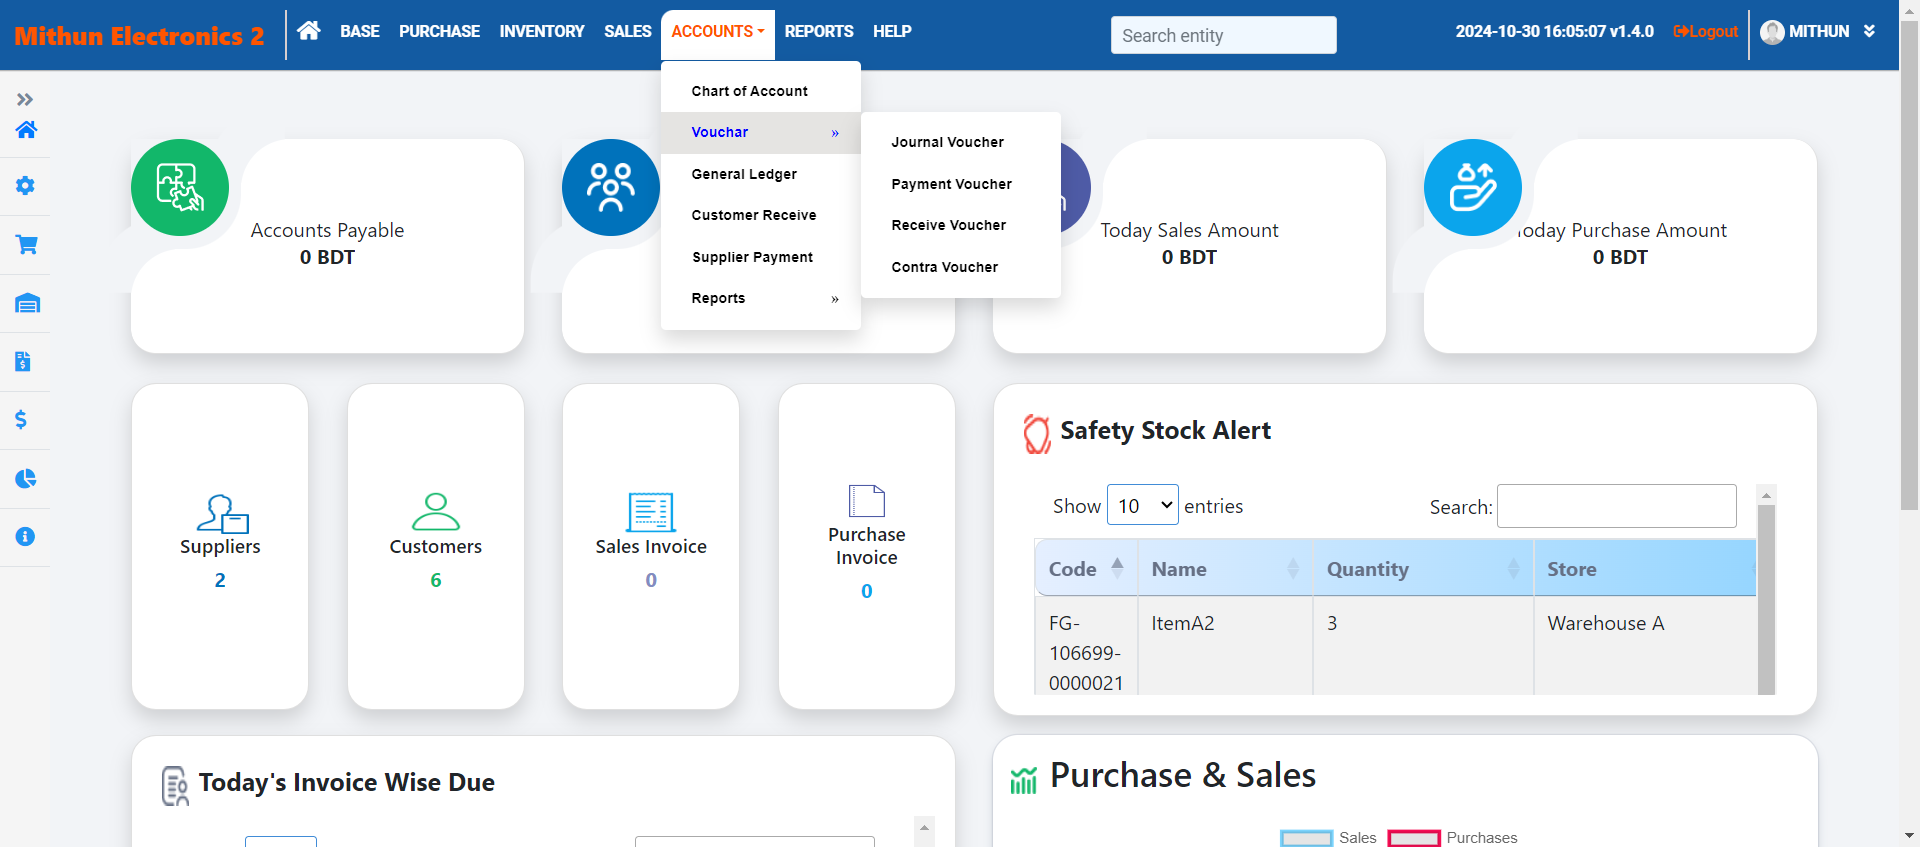 Mithun Electronics 2
BASE PURCHASE INVENTORY SALES ACCOUNTS REPORTS HELP
Search entity
2024-10-30 16:05:07 v1.4.0
Logout
MITHUN
Chart of Account
Vouchar »
General Ledger
Customer Receive
Supplier Payment
Reports »
Journal Voucher
Payment Voucher
Receive Voucher
Contra Voucher
Accounts Payable
0 BDT
Today Sales Amount
0 BDT
Today Purchase Amount
0 BDT
Suppliers
2
Customers
6
Sales Invoice
0
Purchase
Invoice
0
Safety Stock Alert
Show 10 entries
Search:
Code Name Quantity Store
FG-
106699-
0000021
ItemA2
3
Warehouse A
Today's Invoice Wise Due
Purchase & Sales
Sales Purchases